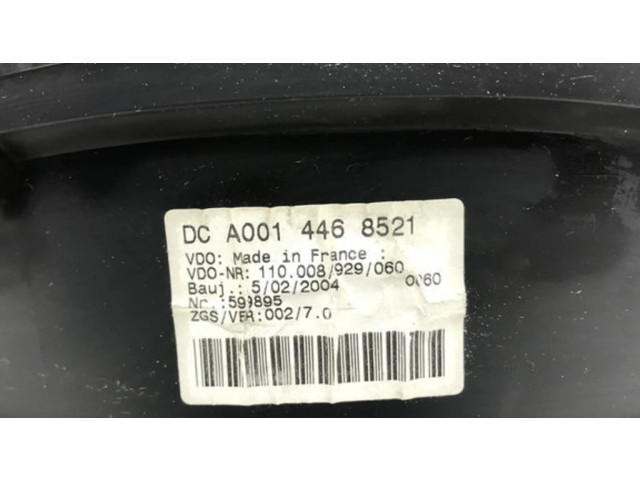 DC A001 446 8521
VDO: Made in France :
VDO-NR: 110.008/929/060
Bauj.: 5/02/2004 0060
Nr.:599895
ZGS/VER:002/7.0